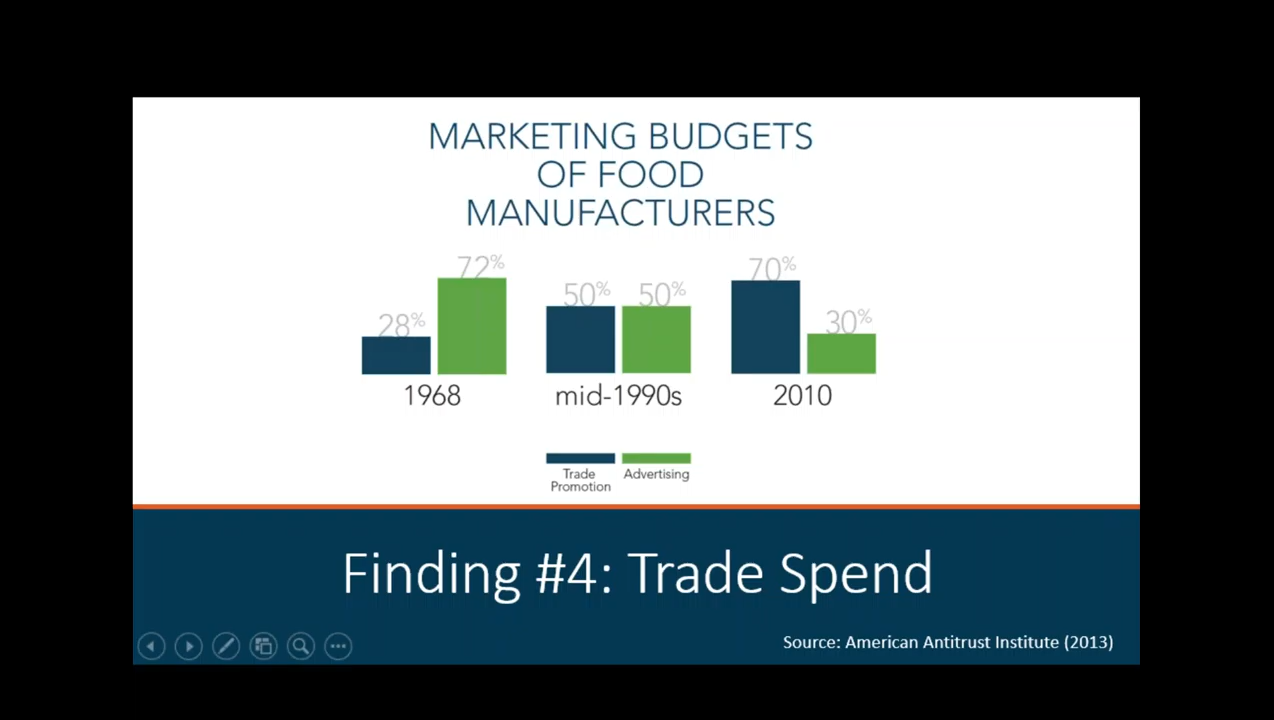 MARKETING BUDGETS
OF FOOD
MANUFACTURERS
28% 72% 50% 50% 70% 30%
1968 mid-1990s 2010
Trade Promotion
Advertising
Finding #4: Trade Spend
Source: American Antitrust Institute (2013)